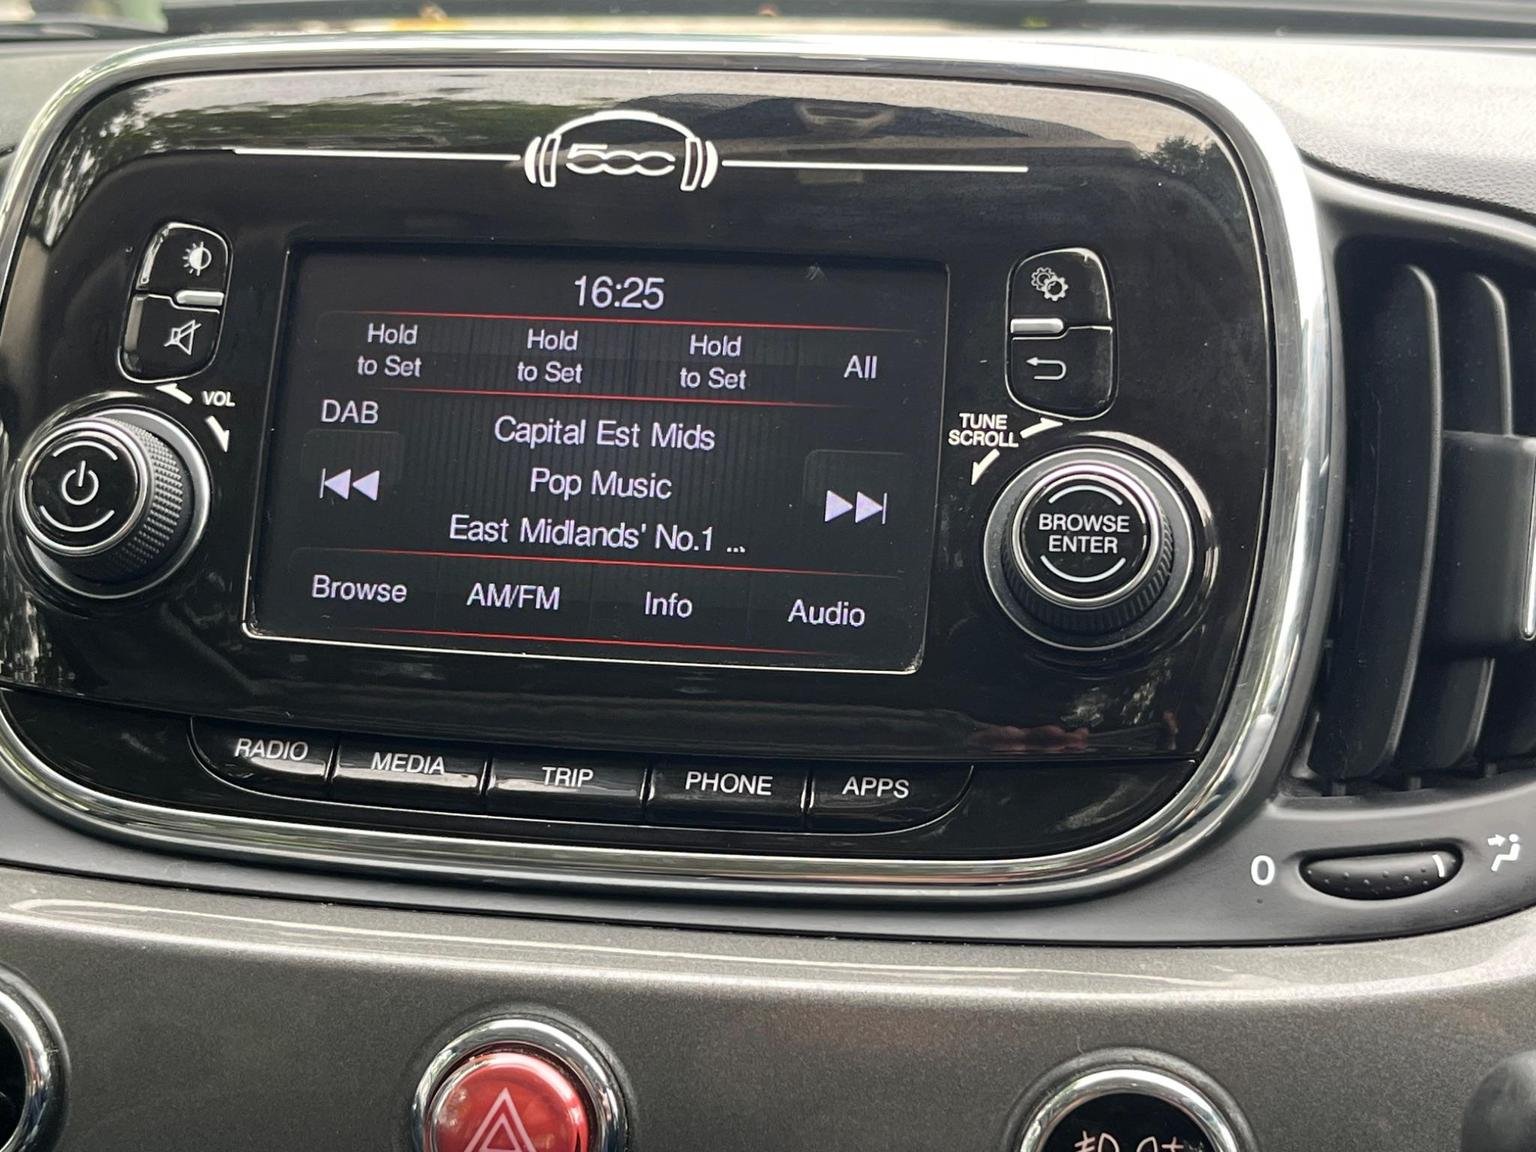 500
16:25
Hold to Set
Hold to Set
Hold to Set
All
DAB
Capital Est Mids
Pop Music
East Midlands' No.1 ...
Browse
AM/FM
Info
Audio
VOL
TUNE
SCROLL
BROWSE
ENTER
RADIO
MEDIA
TRIP
PHONE
APPS
0